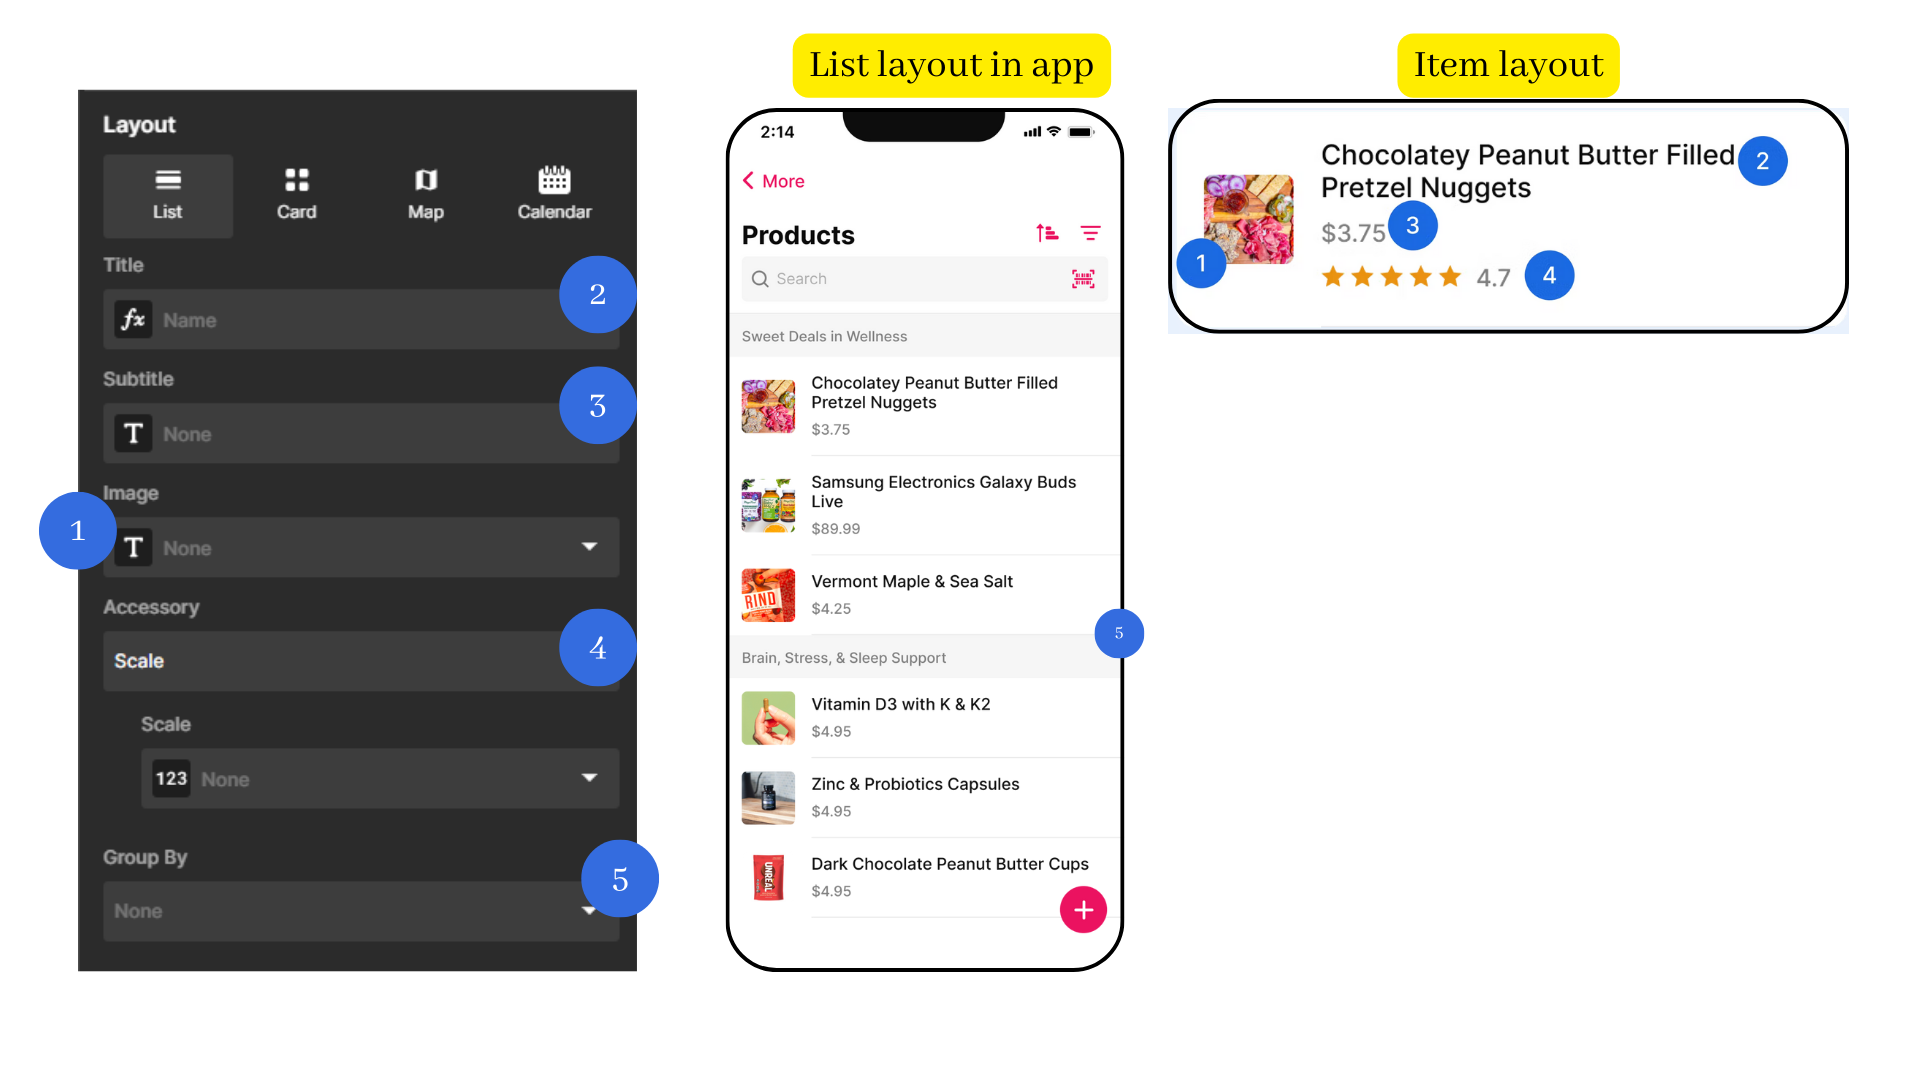 Layout
List
Card
Map
Calendar
Title
fx Name
2
Subtitle
T None
3
Image
1
T None
Accessory
Scale
4
Scale
123 None
Group By
None
5
List layout in app
2:14
More
Products
Search
Sweet Deals in Wellness
Chocolatey Peanut Butter Filled
Pretzel Nuggets
$3.75
Samsung Electronics Galaxy Buds
Live
$89.99
RIND
Vermont Maple & Sea Salt
$4.25
5
Brain, Stress, & Sleep Support
Vitamin D3 with K & K2
$4.95
Zinc & Probiotics Capsules
$4.95
UNREAL
Dark Chocolate Peanut Butter Cups
$4.95
+
Item layout
Chocolatey Peanut Butter Filled
2
Pretzel Nuggets
$3.75
3
1
4.7
4